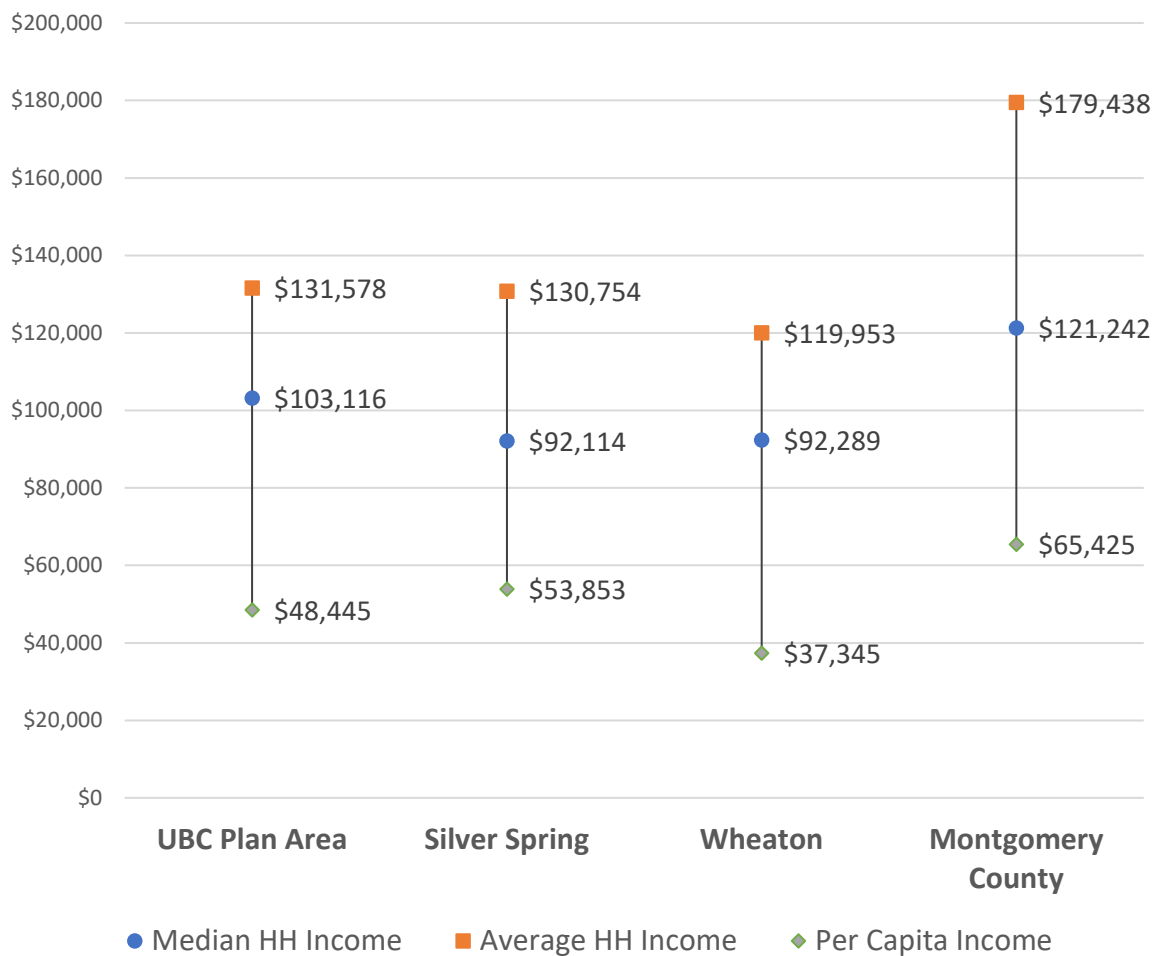 $200,000
$180,000
$160,000
$140,000
$120,000
$100,000
$80,000
$60,000
$40,000
$20,000
$0
$131,578
$103,116
$48,445
$130,754
$92,114
$53,853
$119,953
$92,289
$37,345
$179,438
$121,242
$65,425
UBC Plan Area
Silver Spring
Wheaton
Montgomery
County
Median HH Income
Average HH Income
Per Capita Income